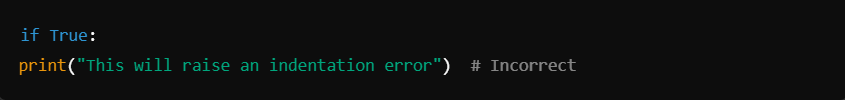 if True:
print("This will raise an indentation error")  # Incorrect